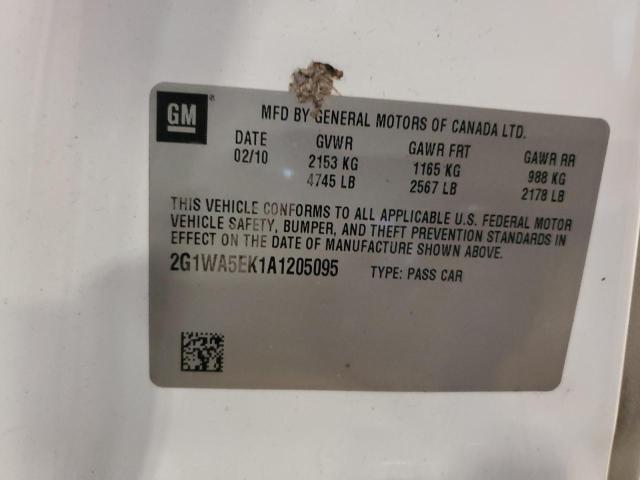 GM
MFD BY GENERAL MOTORS OF CANADA LTD.
DATE GVWR GAWR FRT GAWR RR
02/10 2153 KG 1165 KG 988 KG
4745 LB 2567 LB 2178 LB
THIS VEHICLE CONFORMS TO ALL APPLICABLE U.S. FEDERAL MOTOR
VEHICLE SAFETY, BUMPER, AND THEFT PREVENTION STANDARDS IN
EFFECT ON THE DATE OF MANUFACTURE SHOWN ABOVE.
2G1WA5EK1A1205095 TYPE: PASS CAR